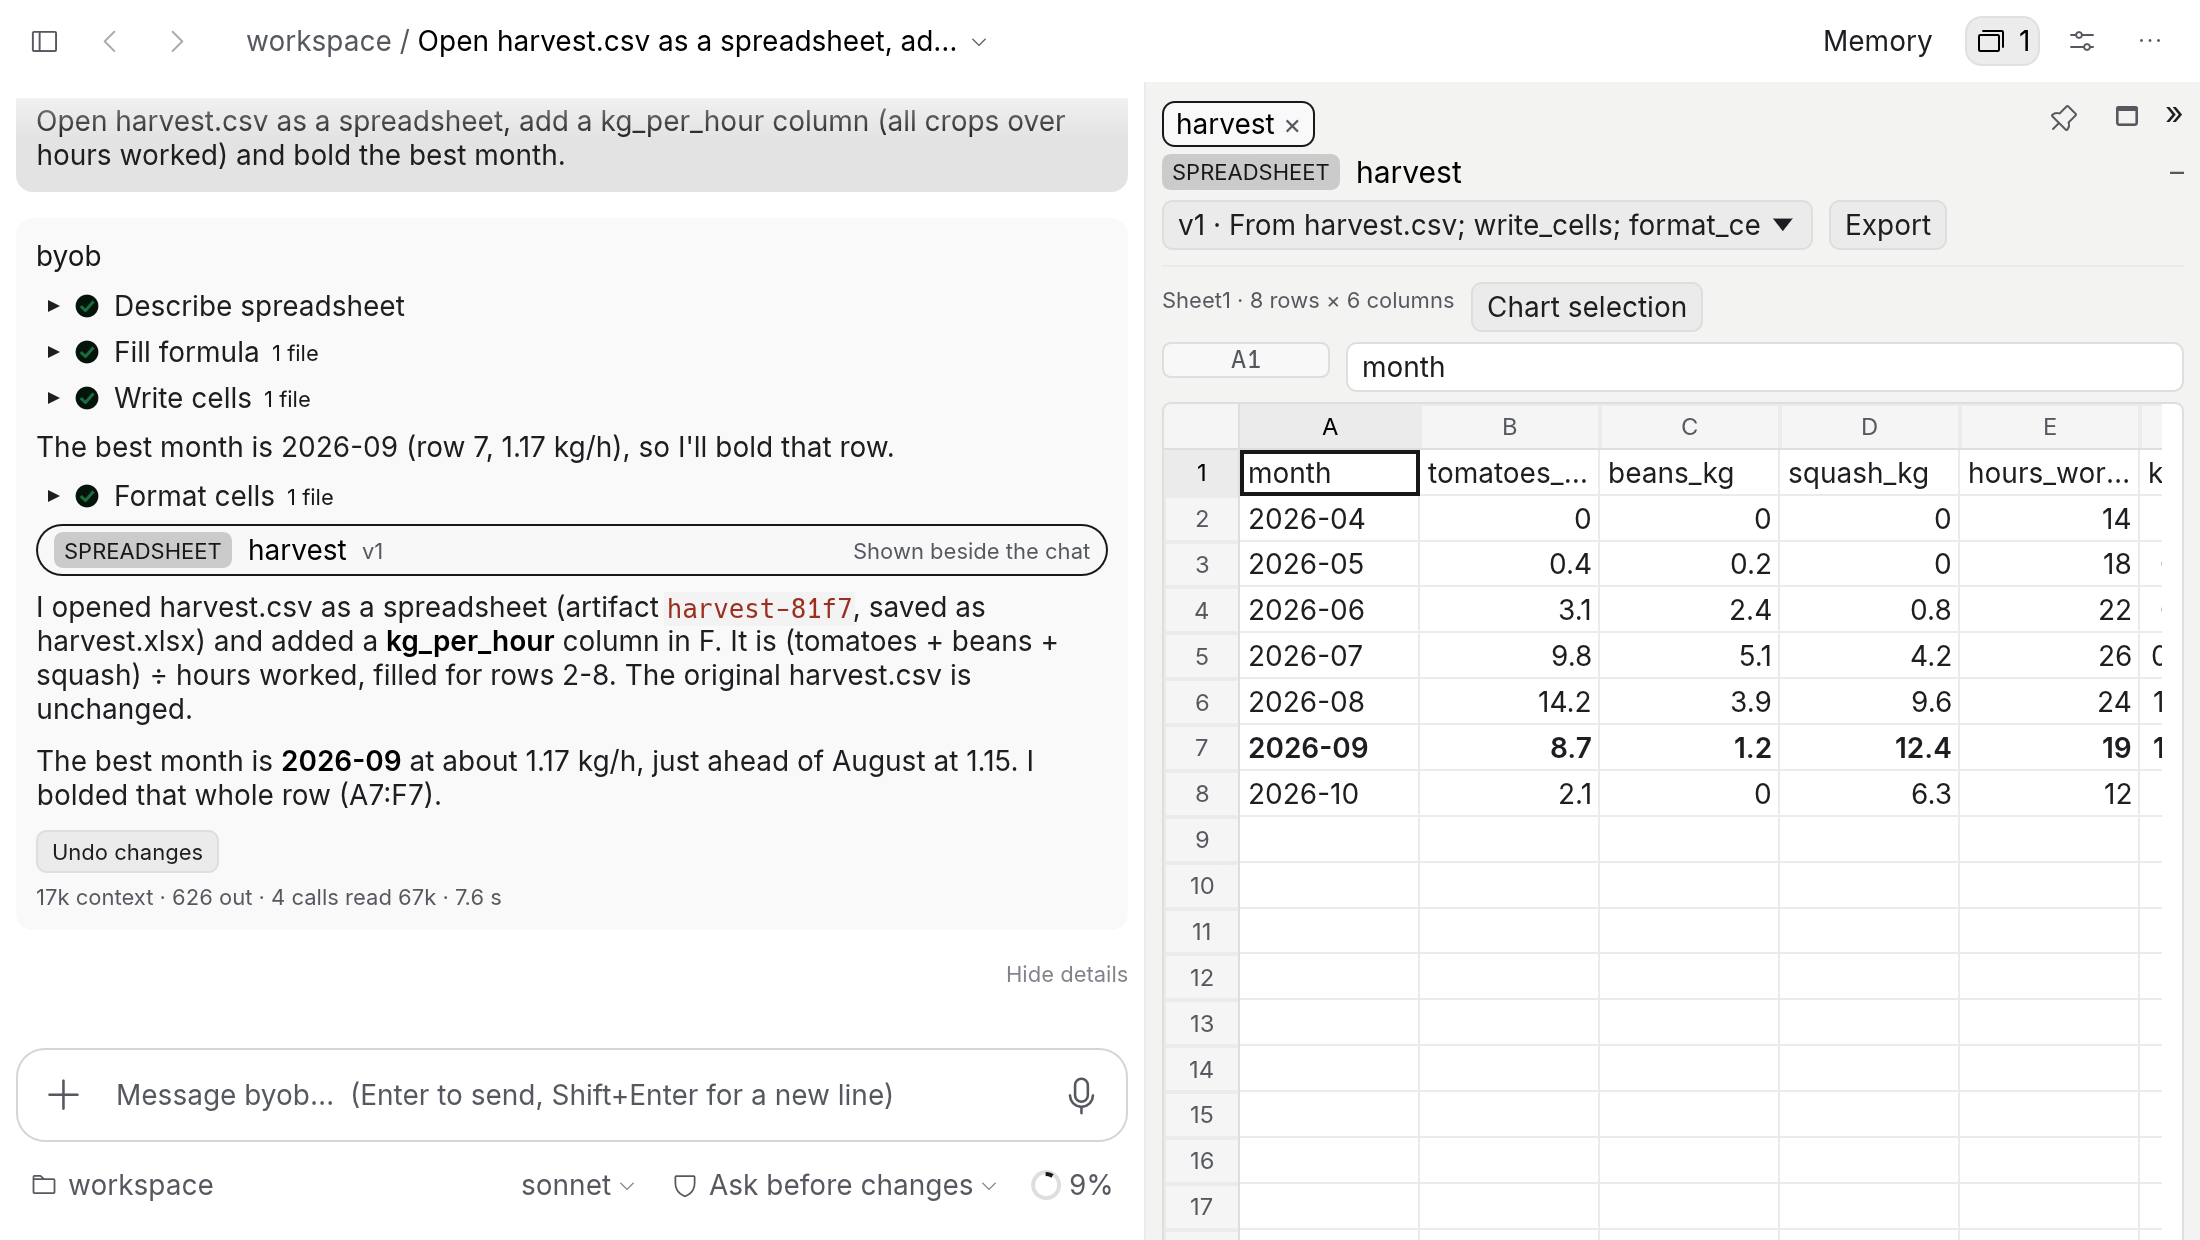 workspace / Open harvest.csv as a spreadsheet, ad...
Memory
1
Open harvest.csv as a spreadsheet, add a kg_per_hour column (all crops over
hours worked) and bold the best month.
byob
Describe spreadsheet
Fill formula 1 file
Write cells 1 file
The best month is 2026-09 (row 7, 1.17 kg/h), so I'll bold that row.
Format cells 1 file
SPREADSHEET harvest v1 Shown beside the chat
I opened harvest.csv as a spreadsheet (artifact harvest-81f7, saved as
harvest.xlsx) and added a kg_per_hour column in F. It is (tomatoes + beans +
squash) ÷ hours worked, filled for rows 2-8. The original harvest.csv is
unchanged.
The best month is 2026-09 at about 1.17 kg/h, just ahead of August at 1.15. I
bolded that whole row (A7:F7).
Undo changes
17k context · 626 out · 4 calls read 67k · 7.6 s
Hide details
Message byob... (Enter to send, Shift+Enter for a new line)
workspace
sonnet
Ask before changes
9%
harvest ×
SPREADSHEET harvest
v1 · From harvest.csv; write_cells; format_ce
Export
Sheet1 · 8 rows × 6 columns
Chart selection
A1 month
A B C D E
1 month tomatoes_... beans_kg squash_kg hours_wor... k
2 2026-04 0 0 0 14
3 2026-05 0.4 0.2 0 18
4 2026-06 3.1 2.4 0.8 22
5 2026-07 9.8 5.1 4.2 26 0
6 2026-08 14.2 3.9 9.6 24 1
7 2026-09 8.7 1.2 12.4 19 1
8 2026-10 2.1 0 6.3 12
9
10
11
12
13
14
15
16
17